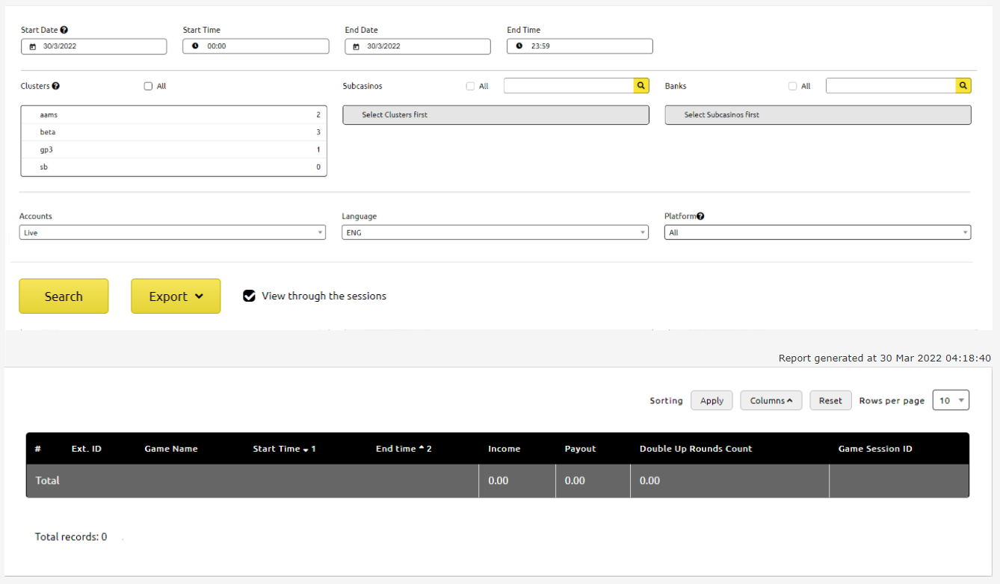 Start Date Start Time End Date End Time
30/3/2022 00:00 30/3/2022 23:59
Clusters All Subcasinos All Banks All
aams 2 Select Clusters first Select Subcasinos first
beta 3
gp3 1
sb 0
Accounts Language Platform
Live ENG All
Search Export View through the sessions
Report generated at 30 Mar 2022 04:18:40
Sorting Apply Columns Reset Rows per page 10
# Ext. ID Game Name Start Time 1 End time 2 Income Payout Double Up Rounds Count Game Session ID
Total 0.00 0.00 0.00
Total records: 0